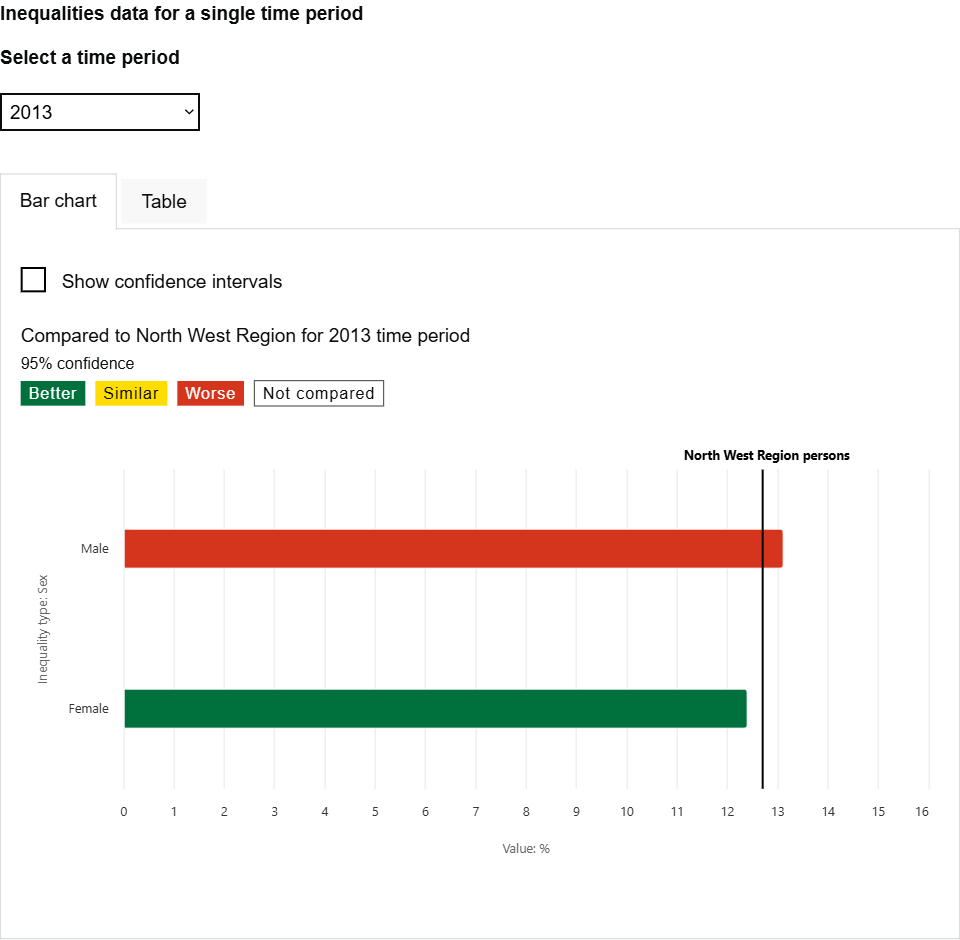 Inequalities data for a single time period
Select a time period
2013
Bar chart
Table
Show confidence intervals
Compared to North West Region for 2013 time period
95% confidence
Better Similar Worse Not compared
North West Region persons
Male
Inequality type: Sex
Female
0 1 2 3 4 5 6 7 8 9 10 11 12 13 14 15 16
Value: %